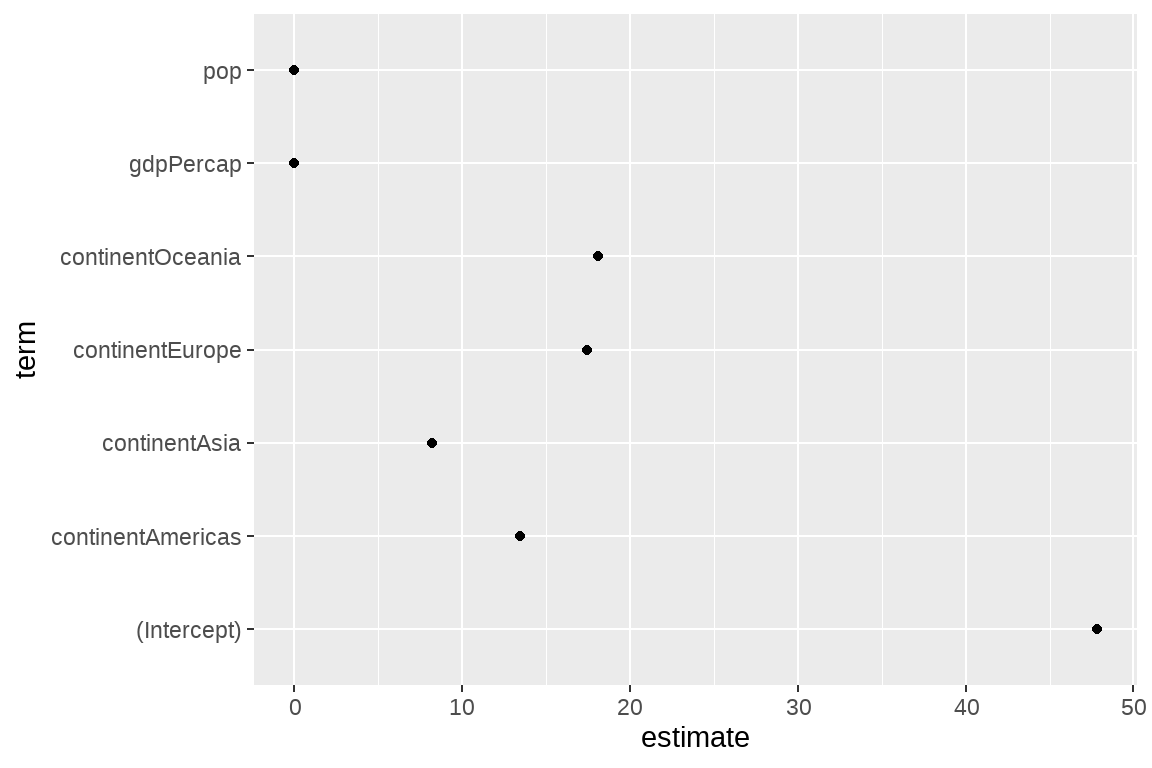 pop
gdpPercap
continentOceania
continentEurope
continentAsia
continentAmericas
(Intercept)
term
0 10 20 30 40 50
estimate